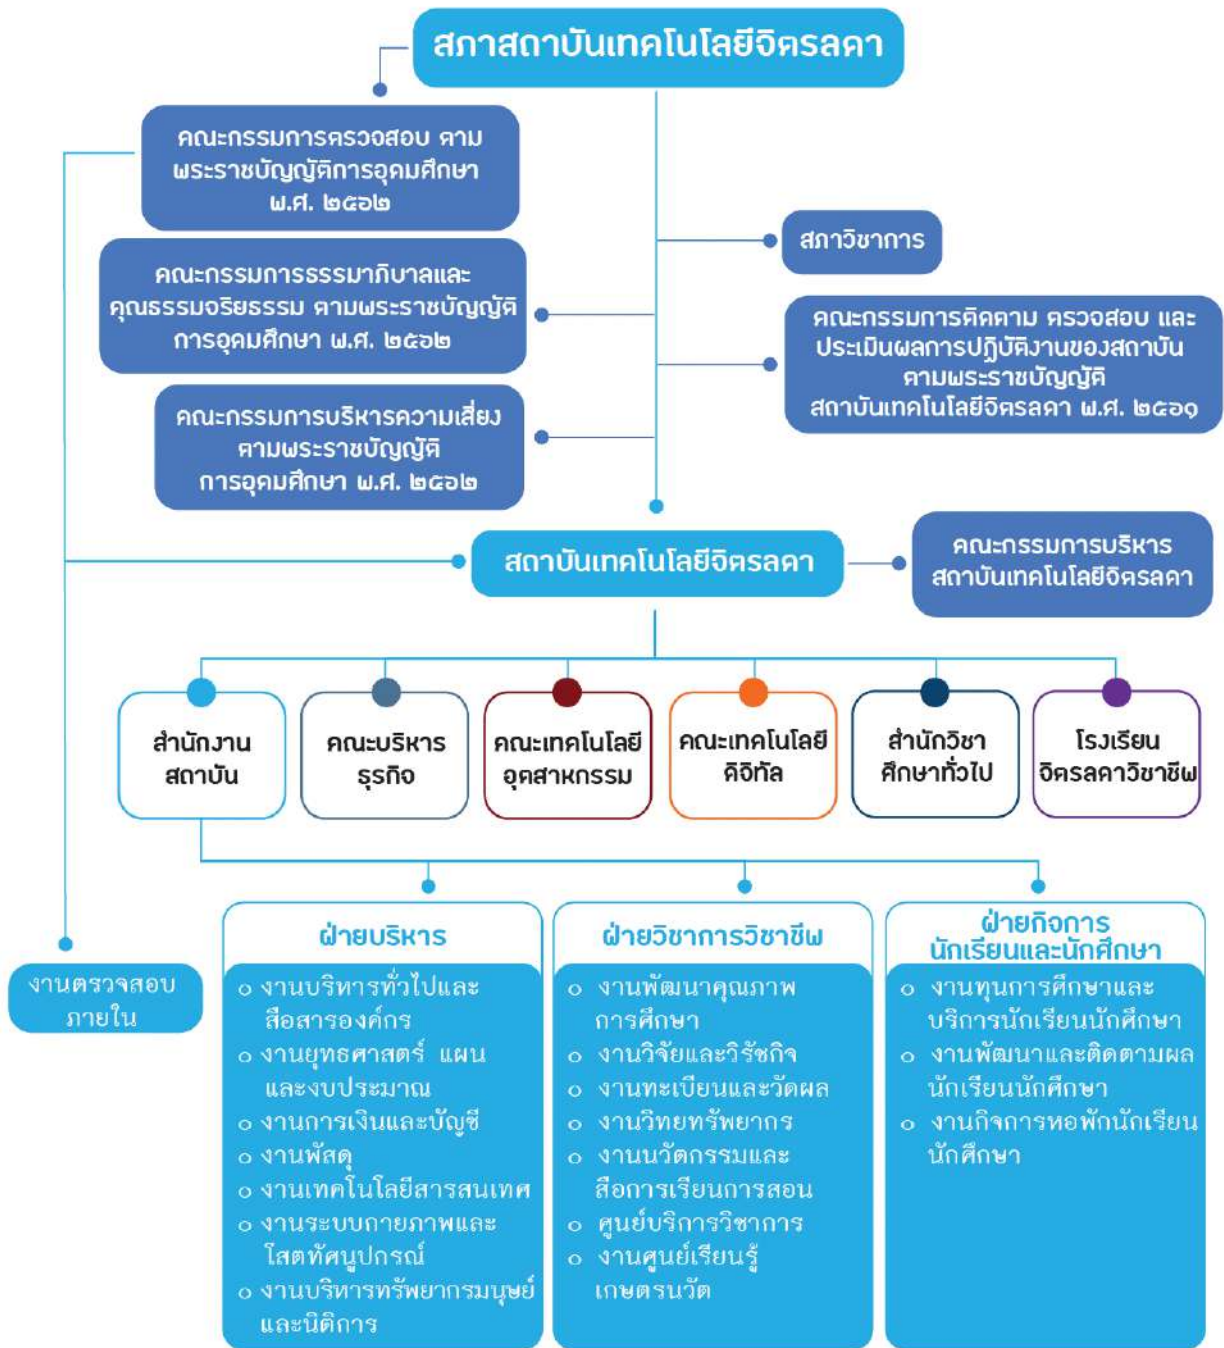 สภาสถาบันเทคโนโลยีจิตรลดา
คณะกรรมการตรวจสอบ ตาม
พระราชบัญญัติการอุดมศึกษา
พ.ศ. ๒๕๖๒
สภาวิชาการ
คณะกรรมการธรรมาภิบาลและ
คุณธรรมจริยธรรม ตามพระราชบัญญัติ
การอุดมศึกษา พ.ศ. ๒๕๖๒
คณะกรรมการติดตาม ตรวจสอบ และ
ประเมินผลการปฏิบัติงานของสถาบัน
ตามพระราชบัญญัติ
สถาบันเทคโนโลยีจิตรลดา พ.ศ. ๒๕๖๑
คณะกรรมการบริหารความเสี่ยง
ตามพระราชบัญญัติ
การอุดมศึกษา พ.ศ. ๒๕๖๒
สถาบันเทคโนโลยีจิตรลดา
คณะกรรมการบริหาร
สถาบันเทคโนโลยีจิตรลดา
สำนักงาน
สถาบัน
คณะบริหาร
ธุรกิจ
คณะเทคโนโลยี
อุตสาหกรรม
คณะเทคโนโลยี
ดิจิทัล
สำนักวิชา
ศึกษาทั่วไป
โรงเรียน
จิตรลดาวิชาชีพ
งานตรวจสอบ
ภายใน
ฝ่ายบริหาร
o งานบริหารทั่วไปและ
สื่อสารองค์กร
o งานยุทธศาสตร์ แผน
และงบประมาณ
o งานการเงินและบัญชี
o งานพัสดุ
o งานเทคโนโลยีสารสนเทศ
o งานระบบกายภาพและ
โสตทัศนูปกรณ์
o งานบริหารทรัพยากรมนุษย์
และนิติการ
ฝ่ายวิชาการวิชาชีพ
o งานพัฒนาคุณภาพ
การศึกษา
o งานวิจัยและวิรัชกิจ
o งานทะเบียนและวัดผล
o งานวิทยทรัพยากร
o งานนวัตกรรมและ
สื่อการเรียนการสอน
o ศูนย์บริการวิชาการ
o งานศูนย์เรียนรู้
เกษตรนวัต
ฝ่ายกิจการ
นักเรียนและนักศึกษา
o งานทุนการศึกษาและ
บริการนักเรียนนักศึกษา
o งานพัฒนาและติดตามผล
นักเรียนนักศึกษา
o งานกิจการหอพักนักเรียน
นักศึกษา